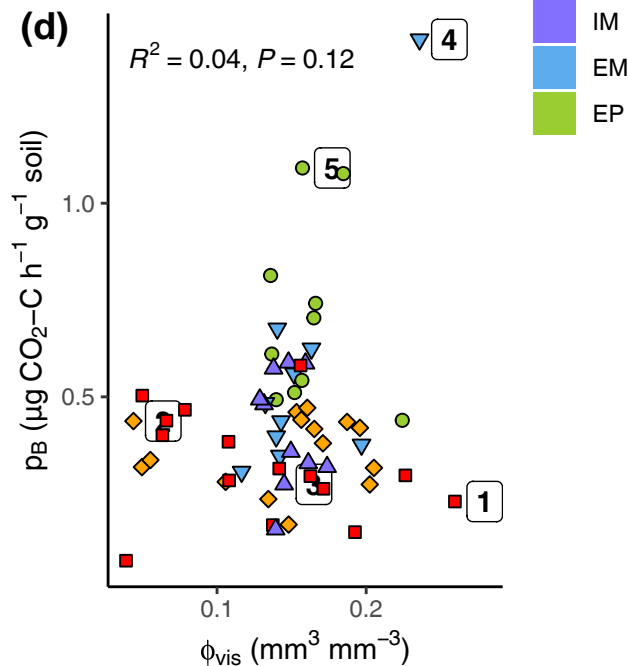 (d)
R² = 0.04, P = 0.12
IM
EM
EP
4
5
2
3
1
p_B (μg CO₂–C h⁻¹ g⁻¹ soil)
1.0
0.5
0.1 0.2
ϕ_vis (mm³ mm⁻³)